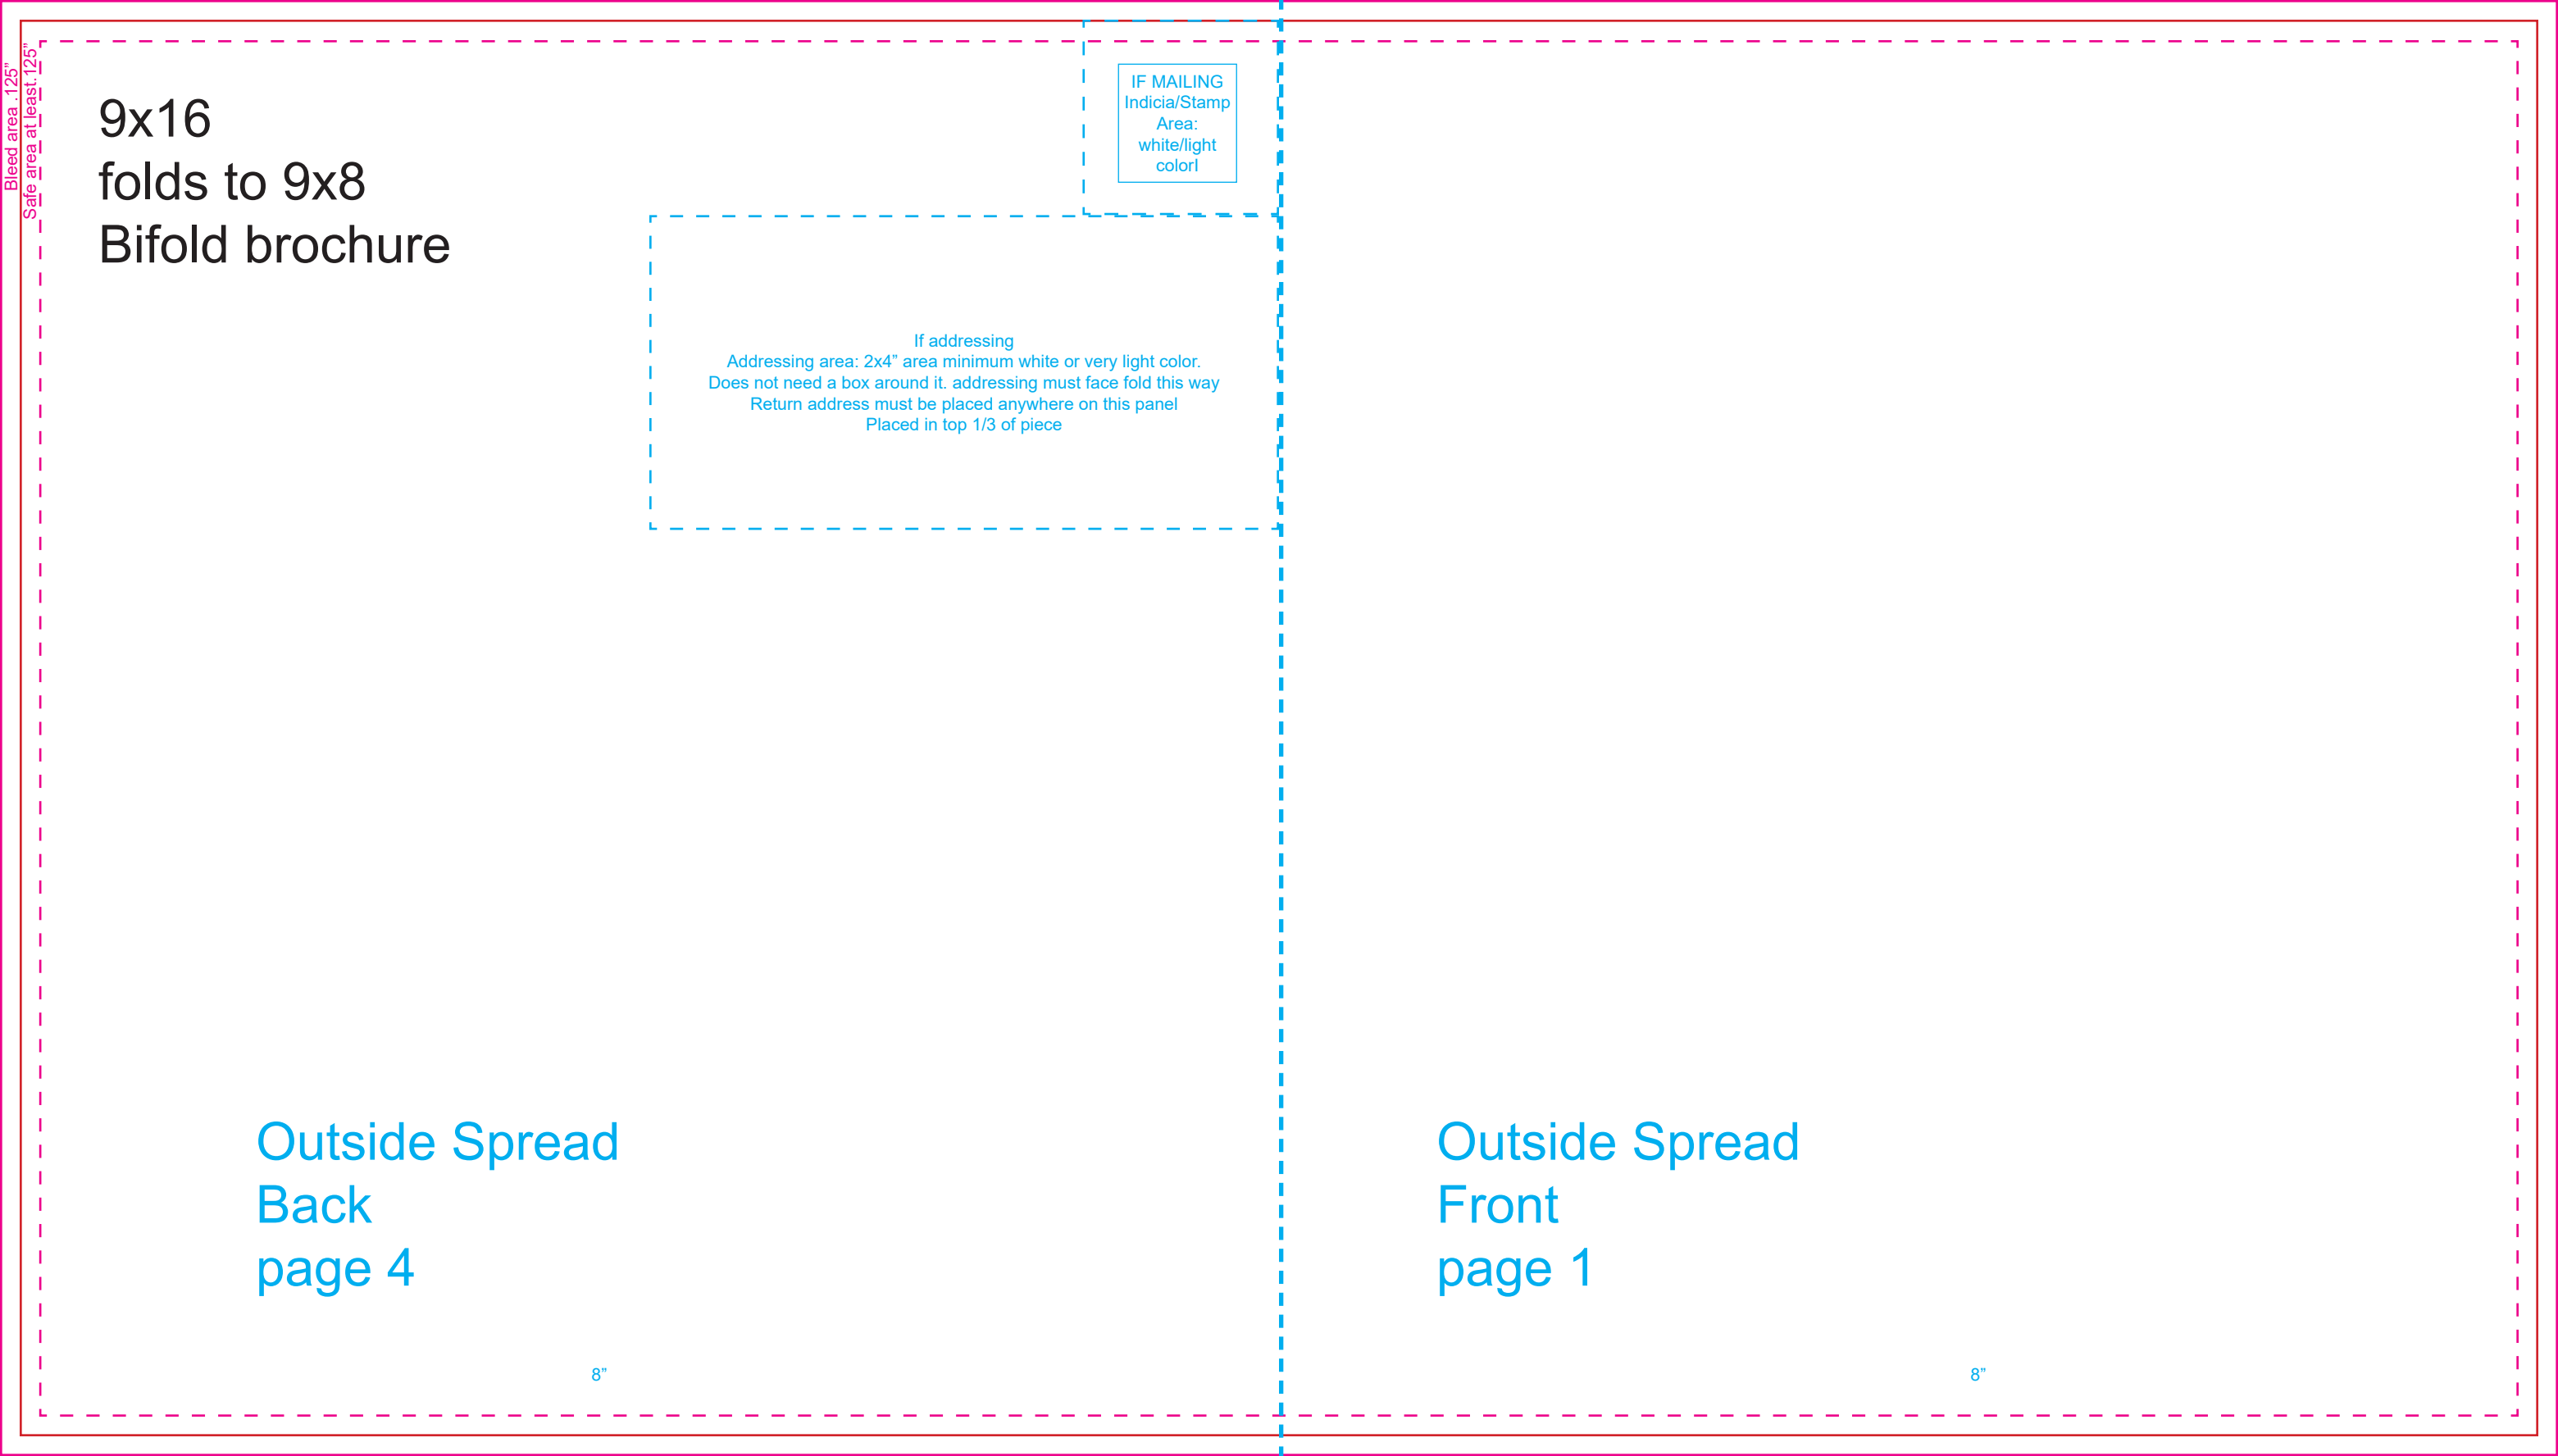 Bleed area .125”
Safe area at least.125”
9x16
folds to 9x8
Bifold brochure
IF MAILING
Indicia/Stamp
Area:
white/light
colorI
If addressing
Addressing area: 2x4” area minimum white or very light color.
Does not need a box around it. addressing must face fold this way
Return address must be placed anywhere on this panel
Placed in top 1/3 of piece
Outside Spread
Back
page 4
8”
Outside Spread
Front
page 1
8”